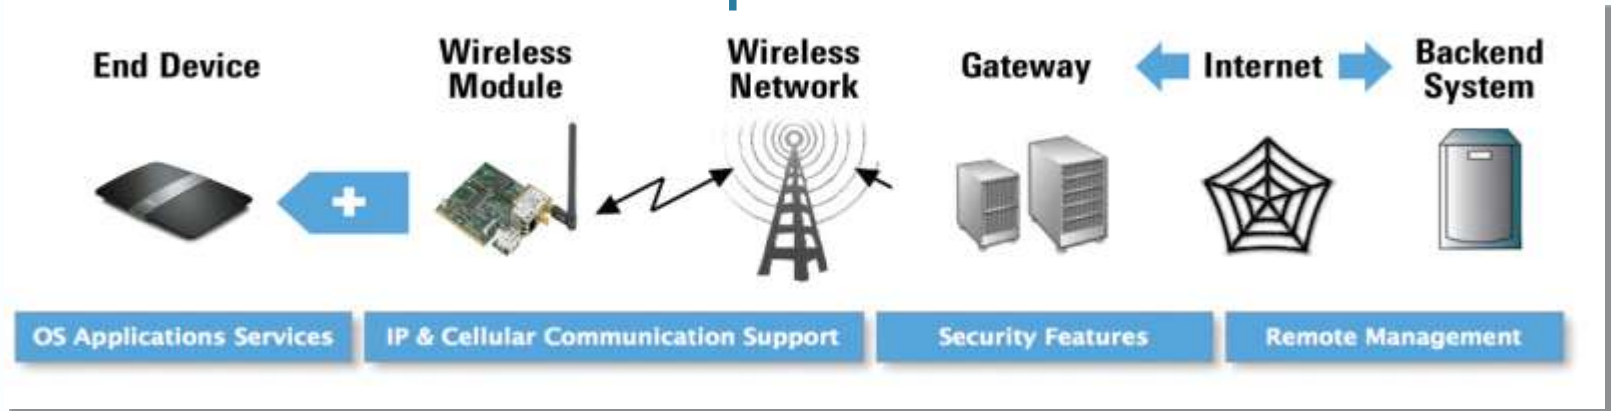 End Device
Wireless
Module
Wireless
Network
Gateway
Internet
Backend
System
OS Applications Services
IP & Cellular Communication Support
Security Features
Remote Management